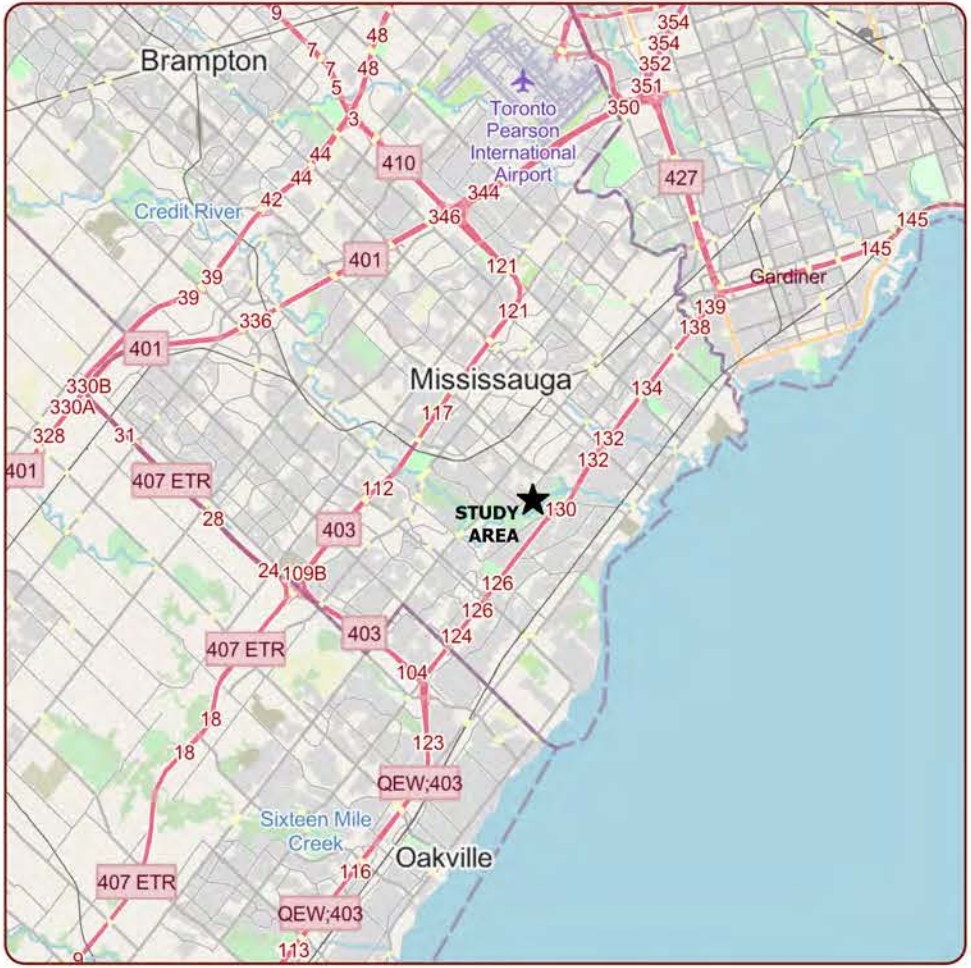 9
48
354
7
354
Brampton
48
352
7
5
351
Toronto
Pearson
International
Airport
350
3
44
410
427
44
344
42
Credit River
346
145
401
145
121
39
Gardiner
39
121
139
336
138
401
330B
Mississauga
134
330A
117
328
31
132
401
132
407 ETR
112
STUDY
AREA
130
28
403
24
109B
126
126
403
124
407 ETR
104
18
123
18
QEW;403
Sixteen Mile
Creek
Oakville
116
407 ETR
QEW;403
113
9